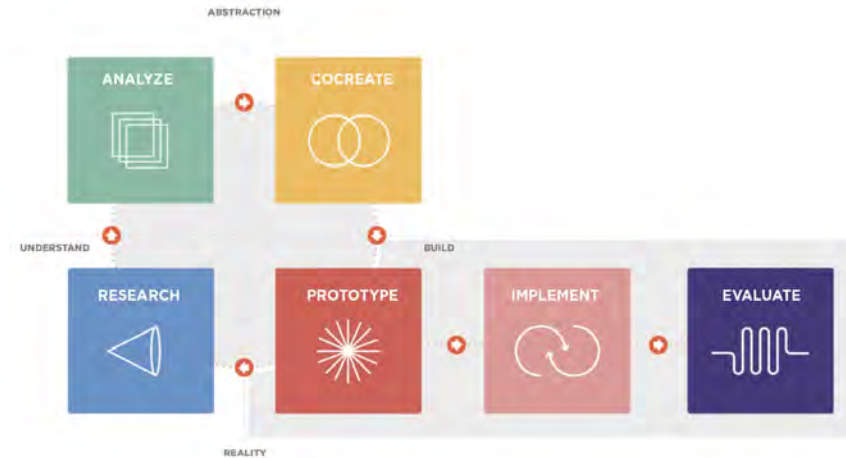 ABSTRACTION
ANALYZE
COCREATE
UNDERSTAND
BUILD
RESEARCH
PROTOTYPE
IMPLEMENT
EVALUATE
REALITY